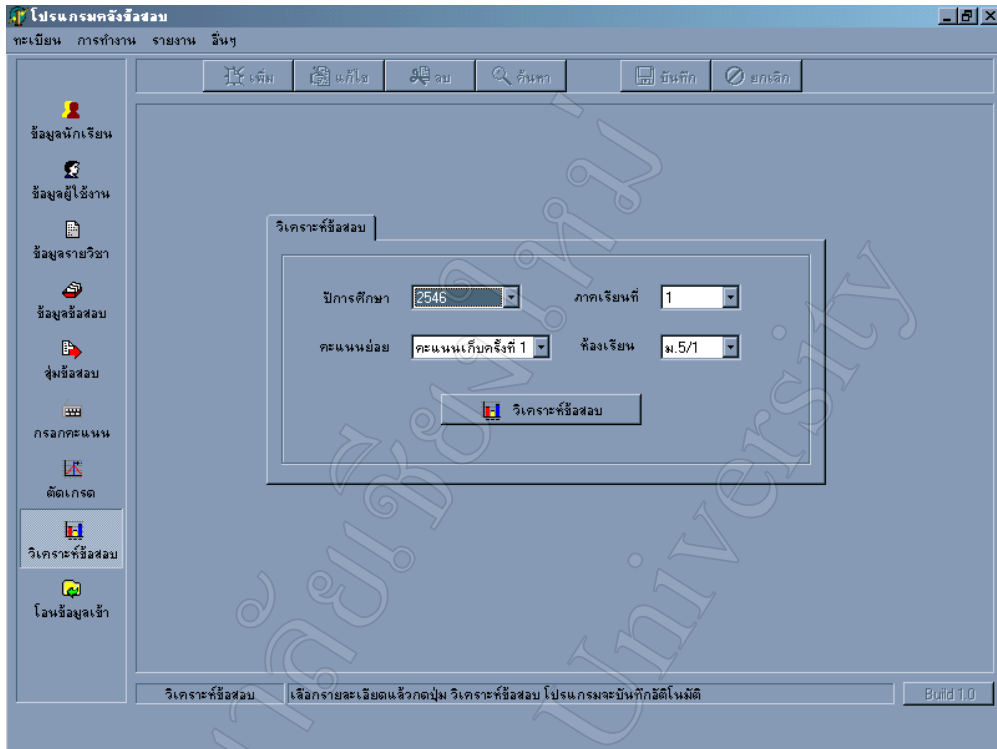 โปรแกรมคลังข้อสอบ
ทะเบียน การทำงาน รายงาน อื่นๆ
เพิ่ม แก้ไข ลบ ค้นหา บันทึก ยกเลิก
ข้อมูลนักเรียน
ข้อมูลผู้ใช้งาน
ข้อมูลรายวิชา
ข้อมูลข้อสอบ
สุ่มข้อสอบ
กรอกคะแนน
ตัดเกรด
วิเคราะห์ข้อสอบ
โอนข้อมูลเข้า
วิเคราะห์ข้อสอบ
ปีการศึกษา 2546 ภาคเรียนที่ 1
คะแนนย่อย คะแนนเก็บครั้งที่ 1 ห้องเรียน ม.5/1
วิเคราะห์ข้อสอบ
วิเคราะห์ข้อสอบ เลือกรายละเอียดแล้วกดปุ่ม วิเคราะห์ข้อสอบ โปรแกรมจะบันทึกอัติโนมัติ Build 1.0
าลัยเชียงใหม่
University